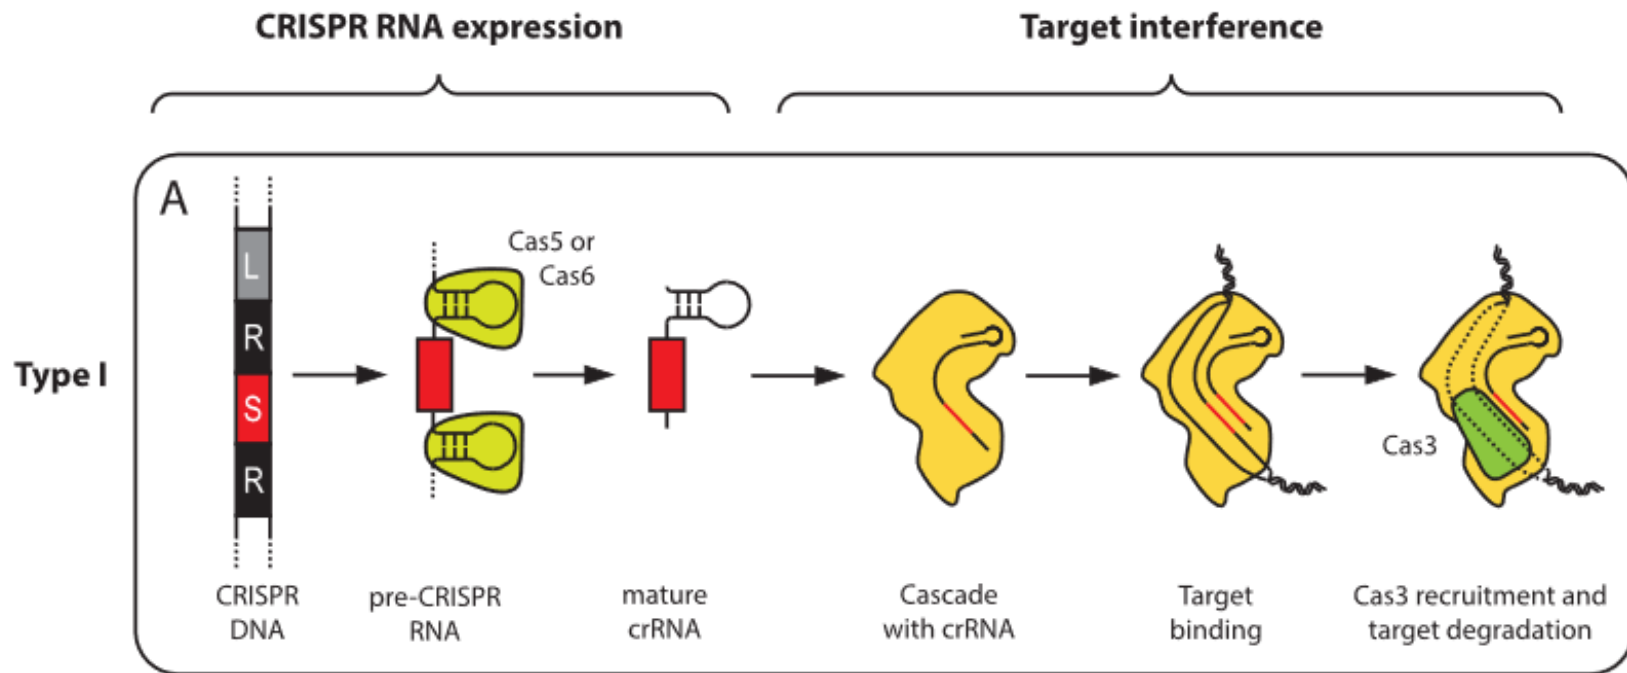 CRISPR RNA expression
Target interference
A
Type I
L
R
S
R
Cas5 or
Cas6
Cas3
CRISPR
DNA
pre-CRISPR
RNA
mature
crRNA
Cascade
with crRNA
Target
binding
Cas3 recruitment and
target degradation